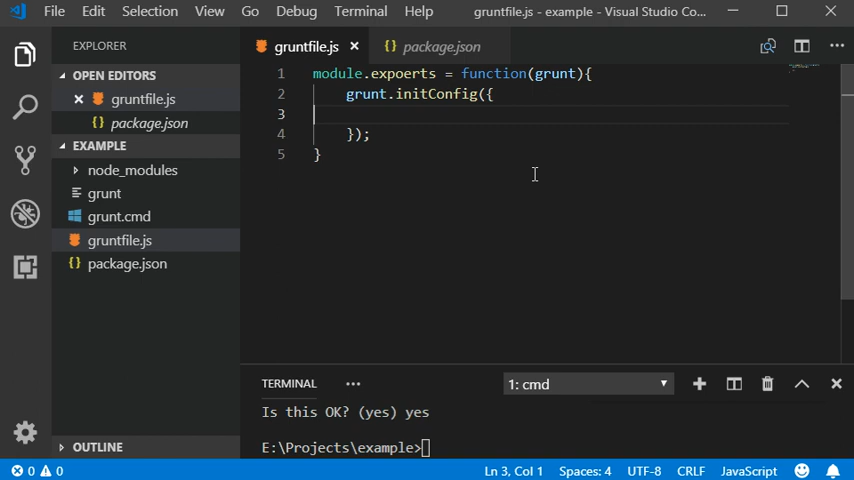 File Edit Selection View Go Debug Terminal Help gruntfile.js - example - Visual Studio Co...
EXPLORER
gruntfile.js
{} package.json
OPEN EDITORS
gruntfile.js
{} package.json
EXAMPLE
node_modules
grunt
grunt.cmd
gruntfile.js
{} package.json
OUTLINE
1 module.expoerts = function(grunt){
2 grunt.initConfig({
3
4 });
5 }
TERMINAL ... 1: cmd
Is this OK? (yes) yes
E:\Projects\example>
0 0 Ln 3, Col 1 Spaces: 4 UTF-8 CRLF JavaScript